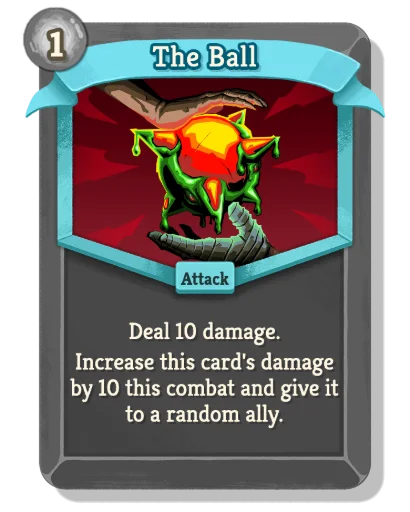 1
The Ball
Attack
Deal 10 damage.
Increase this card's damage
by 10 this combat and give it
to a random ally.